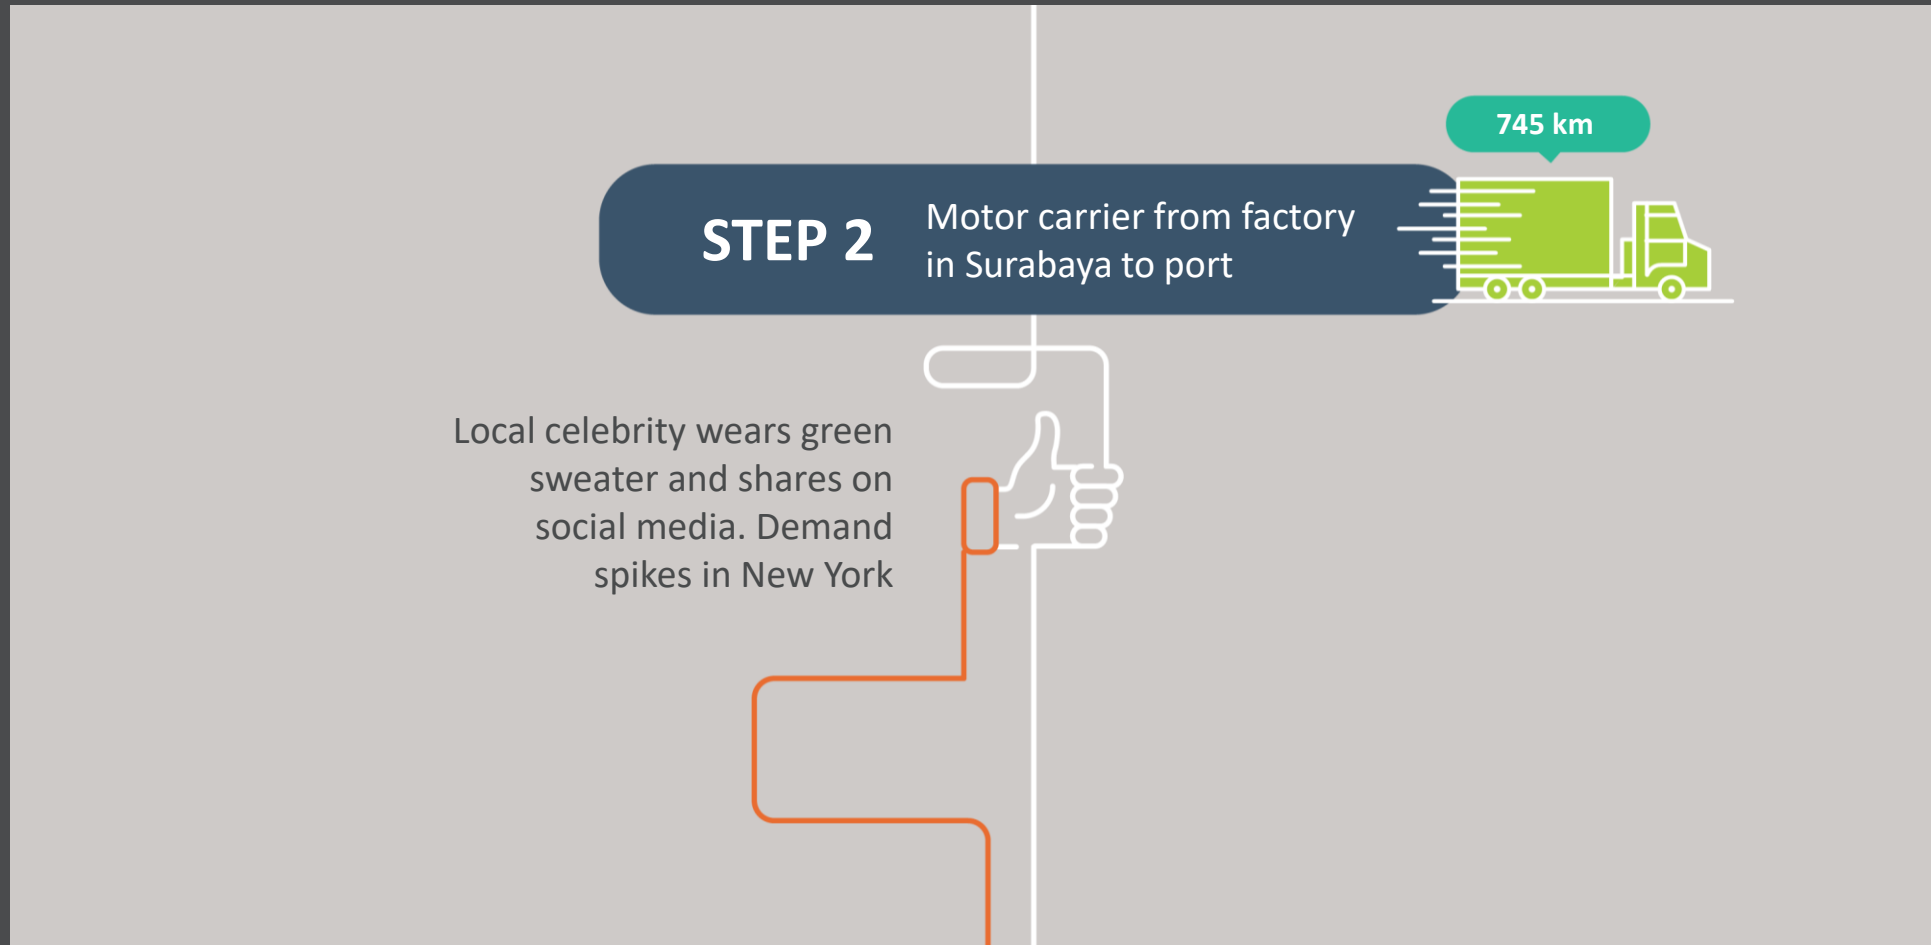 745 km
STEP 2
Motor carrier from factory
in Surabaya to port
Local celebrity wears green
sweater and shares on
social media. Demand
spikes in New York